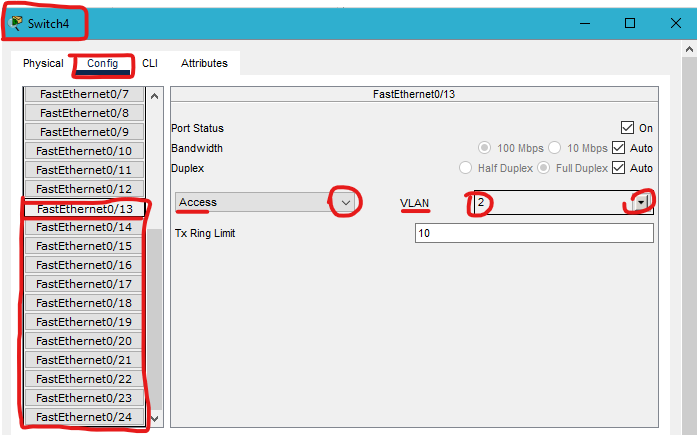 Switch4
Physical Config CLI Attributes
FastEthernet0/7
FastEthernet0/8
FastEthernet0/9
FastEthernet0/10
FastEthernet0/11
FastEthernet0/12
FastEthernet0/13
FastEthernet0/14
FastEthernet0/15
FastEthernet0/16
FastEthernet0/17
FastEthernet0/18
FastEthernet0/19
FastEthernet0/20
FastEthernet0/21
FastEthernet0/22
FastEthernet0/23
FastEthernet0/24
FastEthernet0/13
Port Status On
Bandwidth 100 Mbps 10 Mbps Auto
Duplex Half Duplex Full Duplex Auto
Access VLAN 2
Tx Ring Limit 10